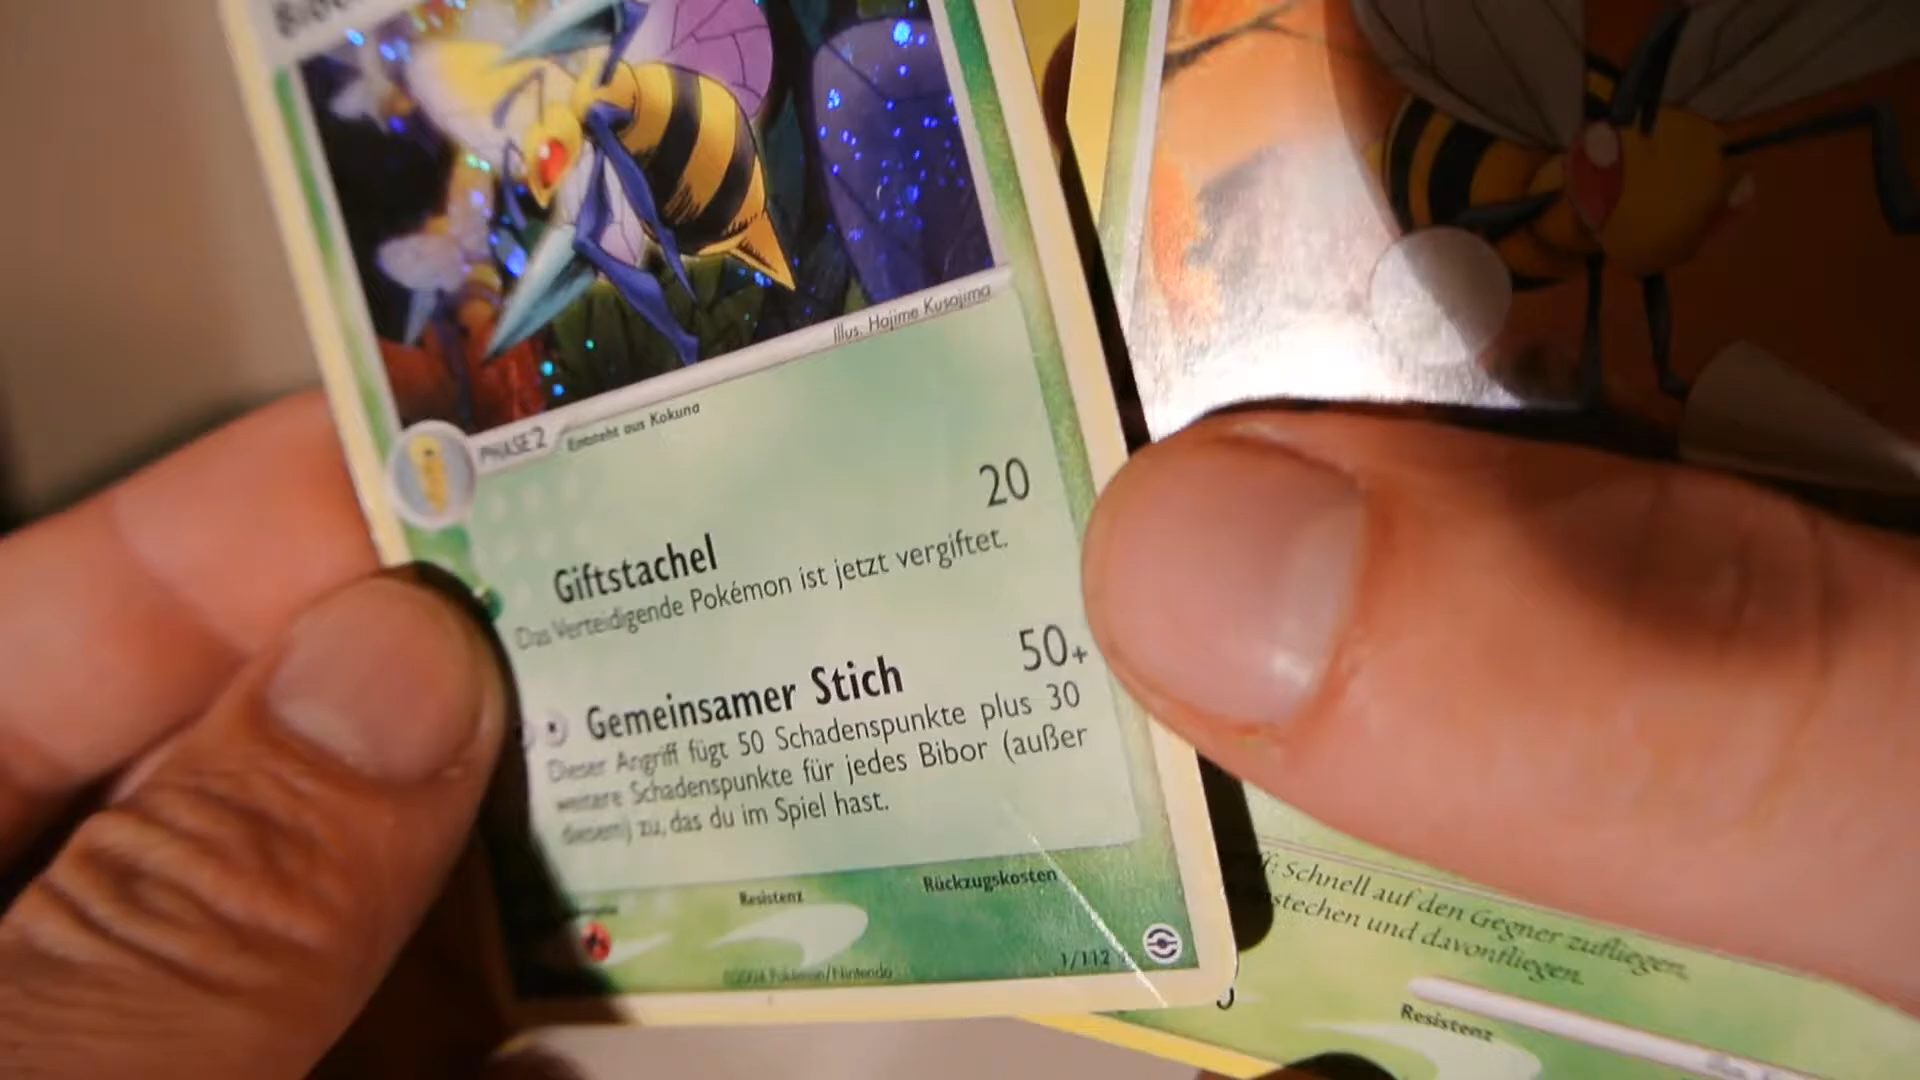 Illus. Hajime Kusajima
PHASE 2
Entsteht aus Kokuna
20
Giftstachel
Das Verteidigende Pokémon ist jetzt vergiftet.
50+
Gemeinsamer Stich
Dieser Angriff fügt 50 Schadenspunkte plus 30
weitere Schadenspunkte für jedes Bibor (außer
diesem) zu, das du im Spiel hast.
Resistenz
Rückzugskosten
©2004 Pokémon/Nintendo
1/112
Schnell auf den Gegner zufliegen,
stechen und davonfliegen.
Resistenz